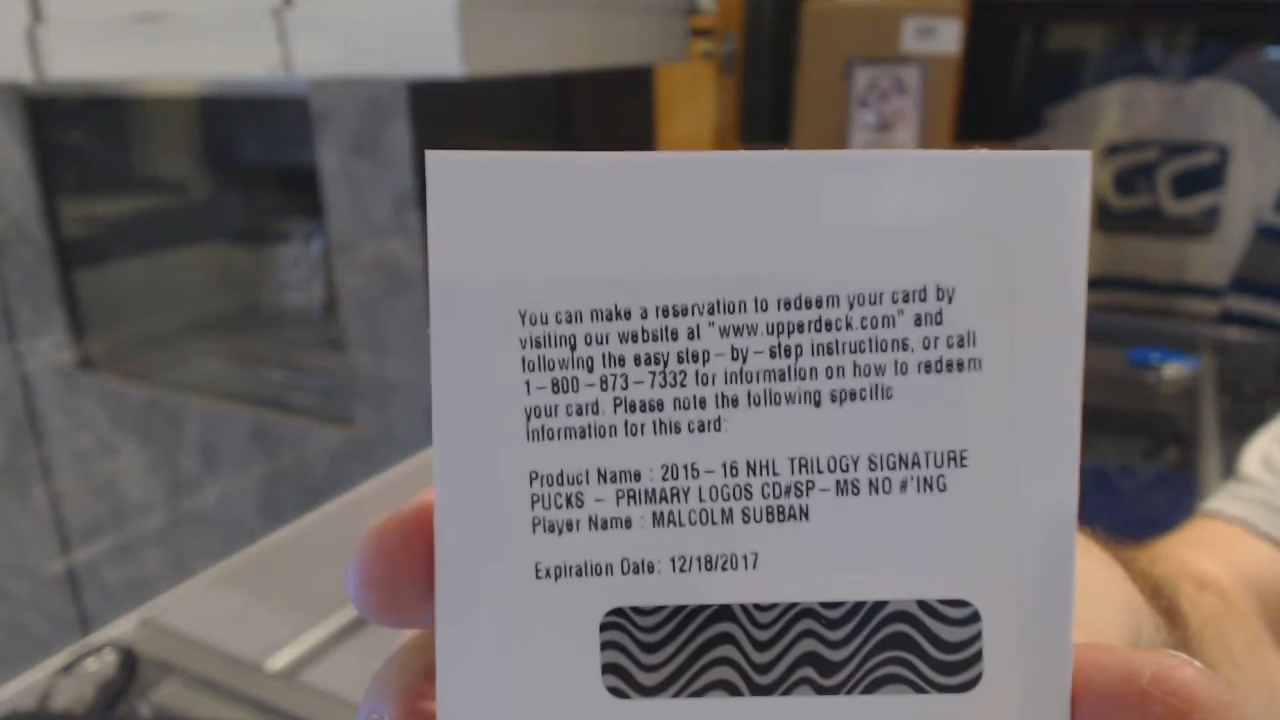 You can make a reservation to redeem your card by
visiting our website at "www.upperdeck.com" and
following the easy step-by-step instructions, or call
1-800-873-7332 for information on how to redeem
your card. Please note the following specific
information for this card:
Product Name : 2015-16 NHL TRILOGY SIGNATURE
PUCKS - PRIMARY LOGOS CD#SP-MS NO #'ING
Player Name : MALCOLM SUBBAN
Expiration Date: 12/18/2017